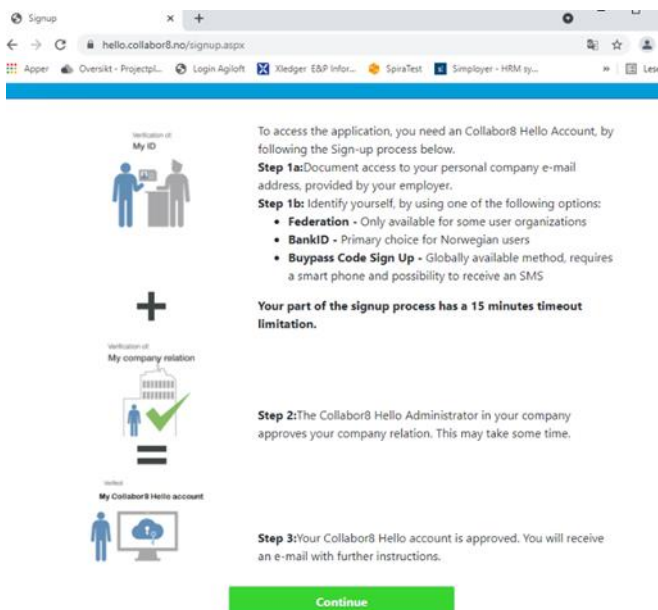 Signup
hello.collabor8.no/signup.aspx
Apper
Oversikt - Projectpl...
Login Agiloft
Xledger E&P Infor...
SpiraTest
Simployer - HRM sy...
»
Lese
Verification of:
My ID
To access the application, you need an Collabor8 Hello Account, by
following the Sign-up process below.
Step 1a:Document access to your personal company e-mail
address, provided by your employer.
Step 1b: Identify yourself, by using one of the following options:
• Federation - Only available for some user organizations
• BankID - Primary choice for Norwegian users
• Buypass Code Sign Up - Globally available method, requires
a smart phone and possibility to receive an SMS
Your part of the signup process has a 15 minutes timeout
limitation.
Verification of:
My company relation
Step 2:The Collabor8 Hello Administrator in your company
approves your company relation. This may take some time.
Verified:
My Collabor8 Hello account
Step 3:Your Collabor8 Hello account is approved. You will receive
an e-mail with further instructions.
Continue